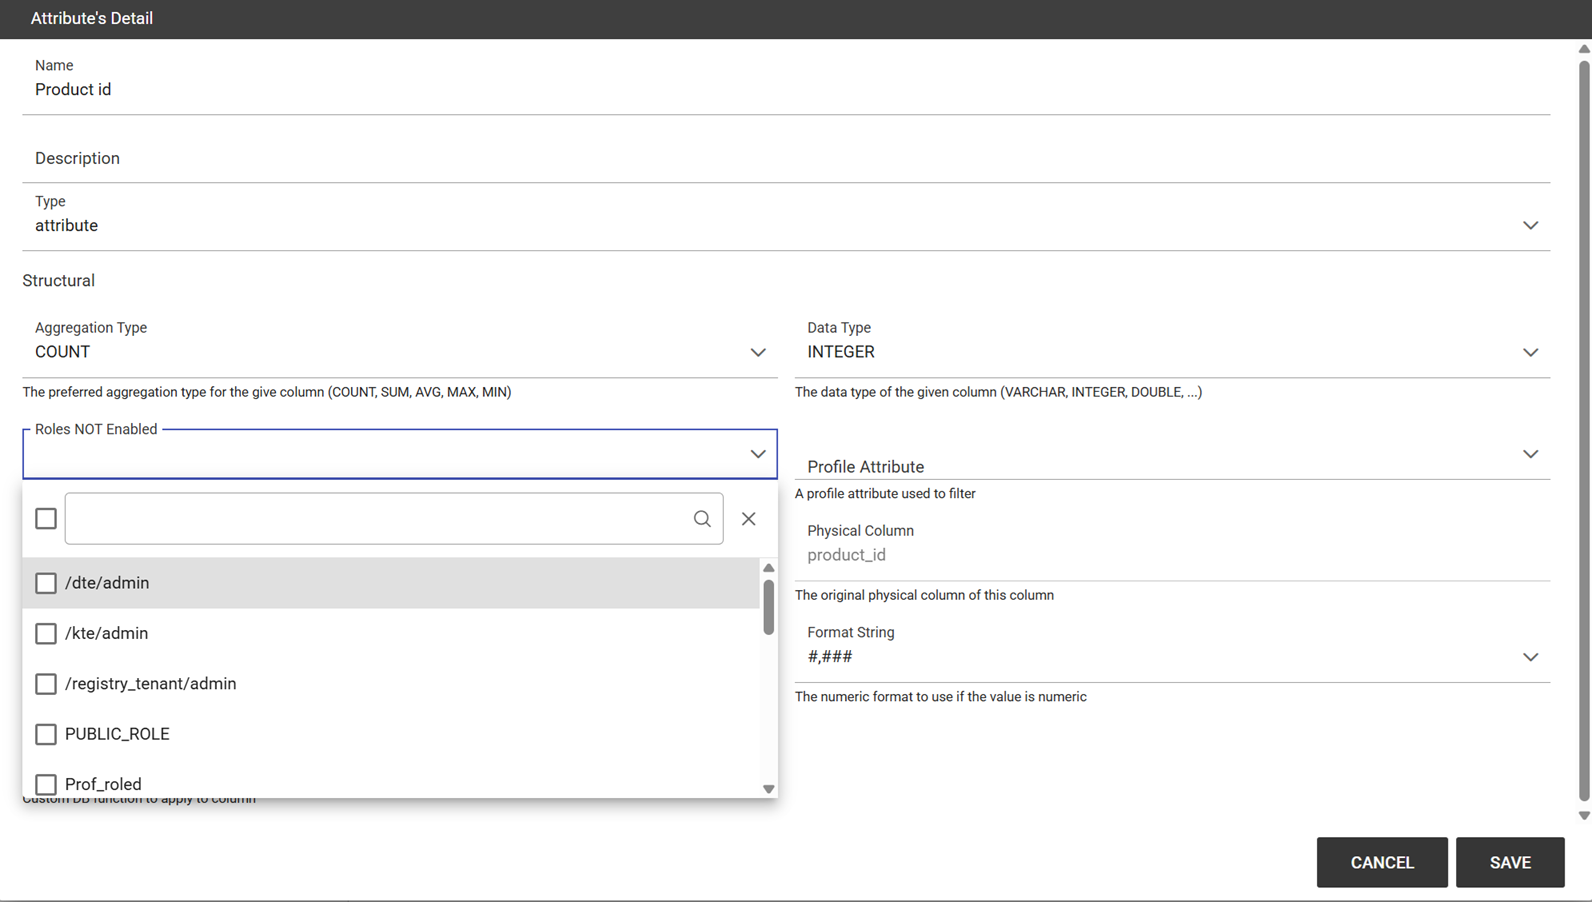 Attribute's Detail
Name
Product id
Description
Type
attribute
Structural
Aggregation Type
COUNT
The preferred aggregation type for the give column (COUNT, SUM, AVG, MAX, MIN)
Data Type
INTEGER
The data type of the given column (VARCHAR, INTEGER, DOUBLE, ...)
Roles NOT Enabled
/dte/admin
/kte/admin
/registry_tenant/admin
PUBLIC_ROLE
Prof_roled
Custom DB function to apply to column
Profile Attribute
A profile attribute used to filter
Physical Column
product_id
The original physical column of this column
Format String
#,###
The numeric format to use if the value is numeric
CANCEL
SAVE